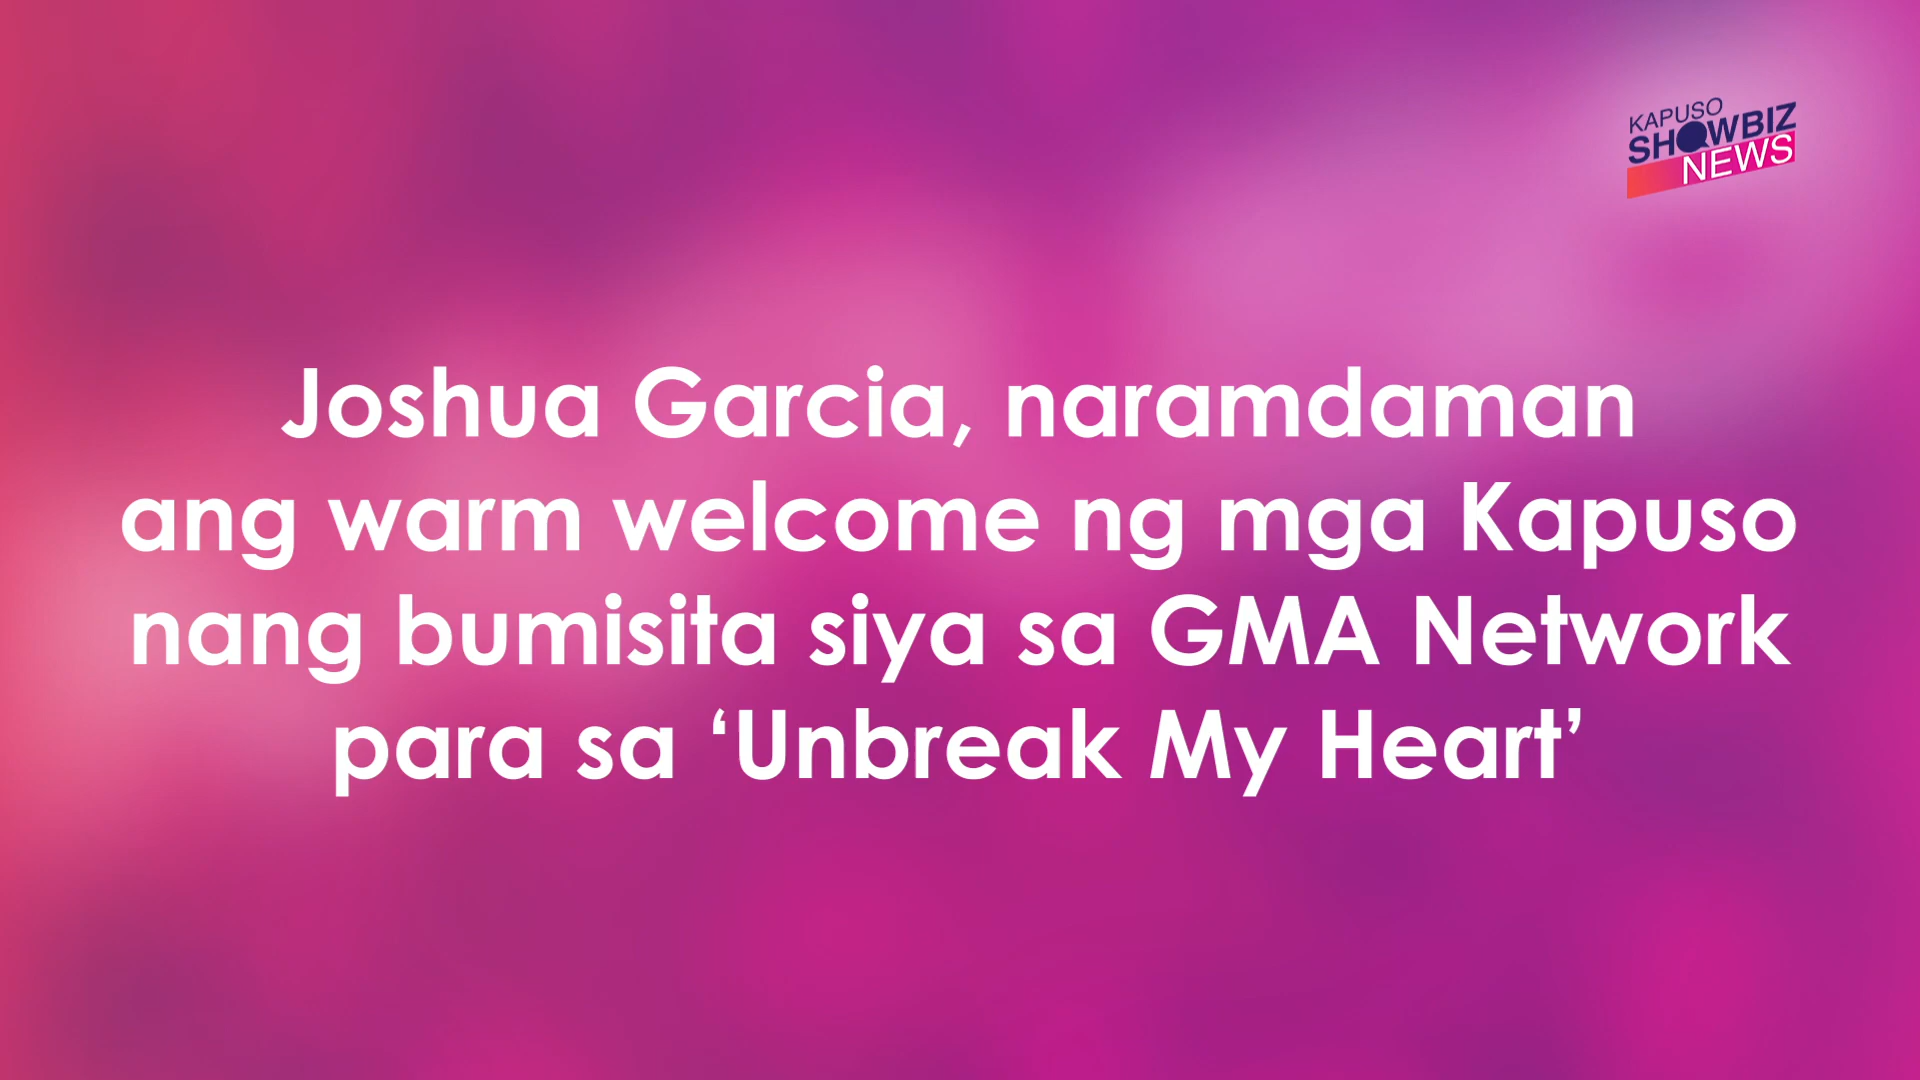 KAPUSO
SHOWBIZ
NEWS
Joshua Garcia, naramdaman
ang warm welcome ng mga Kapuso
nang bumisita siya sa GMA Network
para sa ‘Unbreak My Heart’